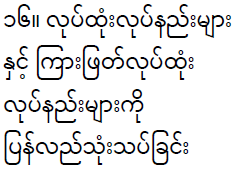 ၁၆။ လုပ်ထုံးလုပ်နည်းများ
နှင့် ကြားဖြတ်လုပ်ထုံး
လုပ်နည်းများကို
ပြန်လည်သုံးသပ်ခြင်း